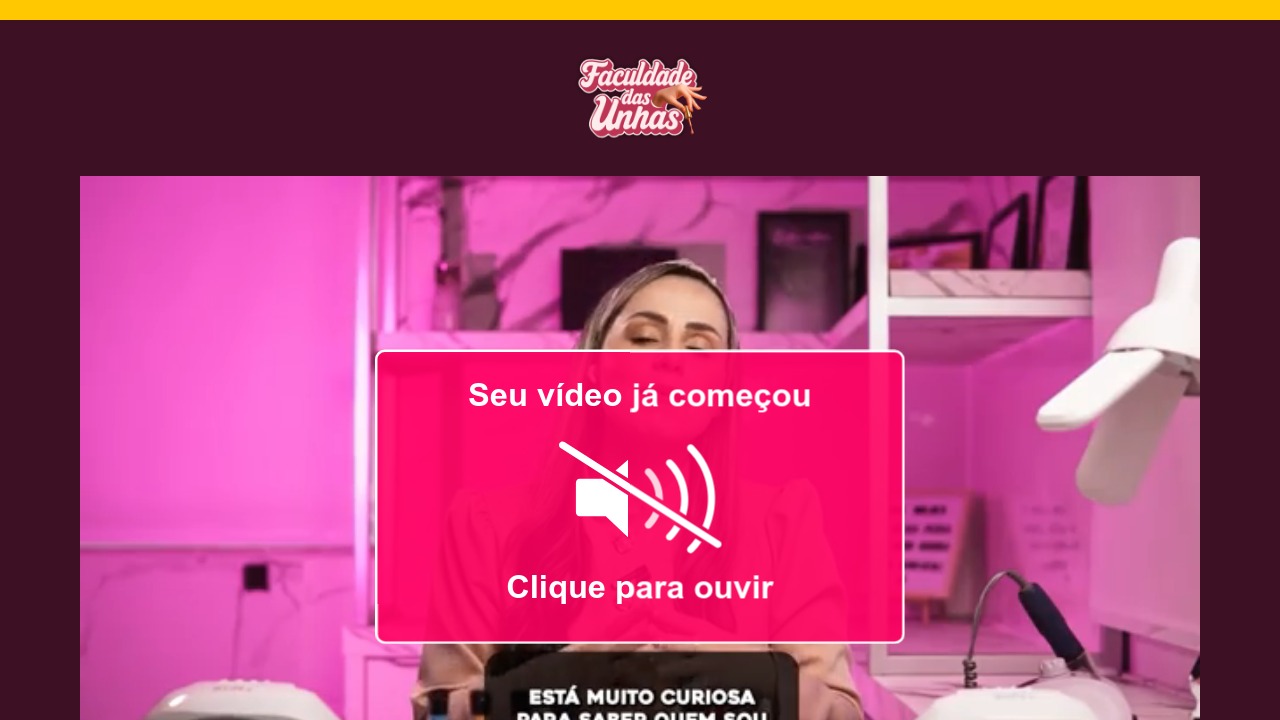 Faculdade
das
Unhas
Seu vídeo já começou
Clique para ouvir
ESTÁ MUITO CURIOSA
PARA SABER QUEM SOU